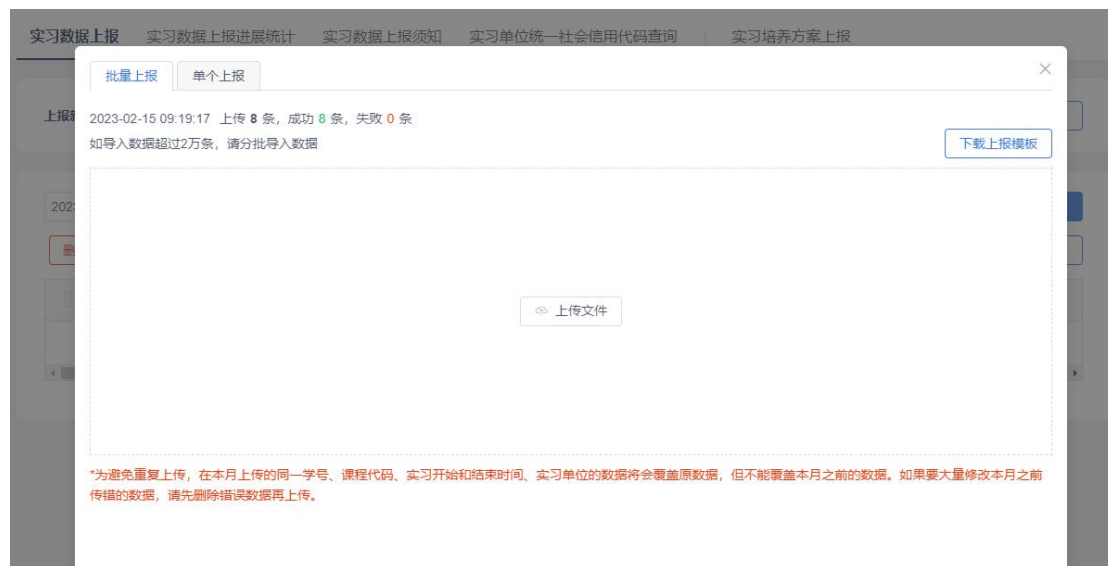 实习数据上报 实习数据上报进展统计 实习数据上报须知 实习单位统一社会信用代码查询 实习培养方案上报
批量上报 单个上报
上报
2023-02-15 09:19:17 上传 8 条，成功 8 条，失败 0 条
如导入数据超过2万条，请分批导入数据
下载上报模板
202
上传文件
*为避免重复上传，在本月上传的同一学号、课程代码、实习开始和结束时间、实习单位的数据将会覆盖原数据，但不能覆盖本月之前的数据。如果要大量修改本月之前
传错的数据，请先删除错误数据再上传。